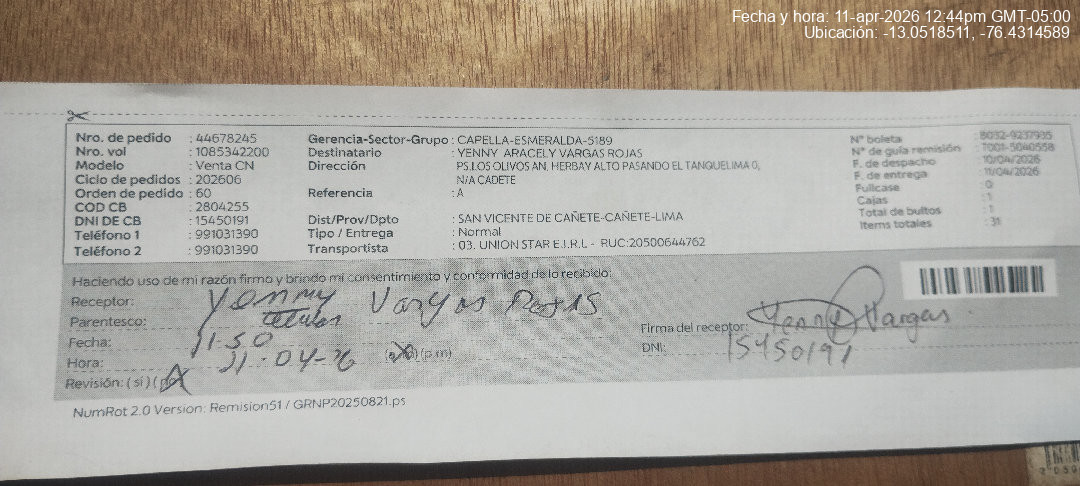 Fecha y hora: 11-apr-2026 12:44pm GMT-05:00
Ubicación: -13.0518511, -76.4314589
Nro. de pedido : 44678245
Nro. vol : 1085342200
Modelo : Venta CN
Ciclo de pedidos : 202606
Orden de pedido : 60
COD CB : 2804255
DNI DE CB : 15450191
Teléfono 1 : 991031390
Teléfono 2 : 991031390
Gerencia-Sector-Grupo : CAPELLA-ESMERALDA-5189
Destinatario : YENNY ARACELY VARGAS ROJAS
Dirección : PS.LOS OLIVOS AN. HERBAY ALTO PASANDO EL TANQUELIMA 0,
N/A CADETE
Referencia : A
Dist/Prov/Dpto : SAN VICENTE DE CAÑETE-CAÑETE-LIMA
Tipo / Entrega : Normal
Transportista : 03. UNION STAR E.I.R.L - RUC:20500644762
N° boleta : B032-9237935
N° de guía remisión : T001-5040558
F. de despacho : 10/04/2026
F. de entrega : 11/04/2026
Fullcase : 0
Cajas : 1
Total de bultos : 1
Items totales : 31
Haciendo uso de mi razón firmo y brindo mi consentimiento y conformidad de lo recibido:
Receptor: Yenny Vargas Rojas
Parentesco: titular
Fecha: 11-50
Hora: 11-04-26 (p.m)
Revisión: ( si ) (
Firma del receptor: Yenny Vargas
DNI: 15450191
NumRot 2.0 Version: Remision51 / GRNP20250821.ps